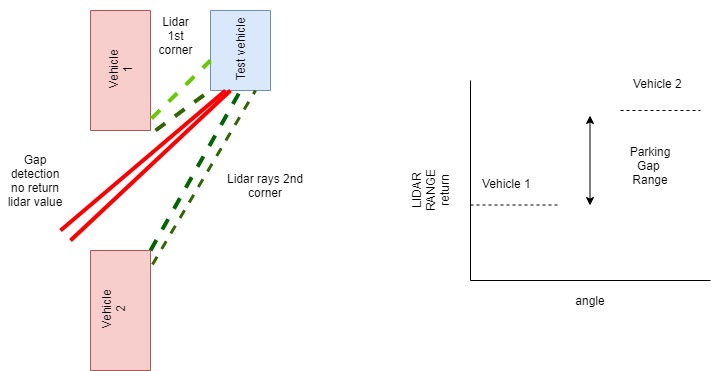 Lidar
1st
corner
Vehicle
1
Test vehicle
Gap
detection
no return
lidar value
Lidar rays 2nd
corner
Vehicle
2
Vehicle 2
Vehicle 1
Parking
Gap
Range
LIDAR
RANGE
return
angle